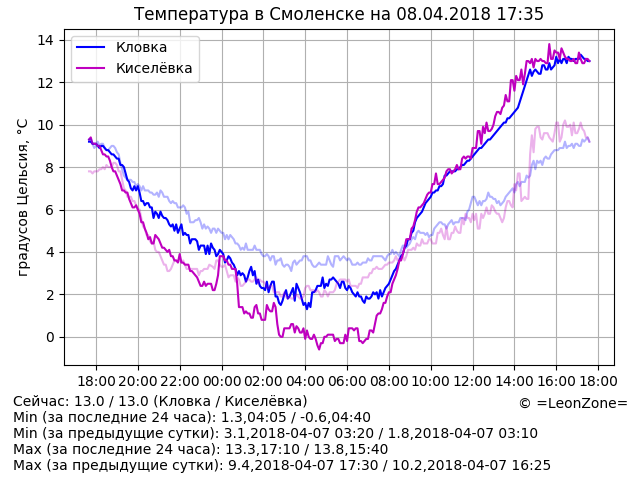 Температура в Смоленске на 08.04.2018 17:35
градусов Цельсия, °C
14
12
10
8
6
4
2
0
Кловка
Киселёвка
18:00 20:00 22:00 00:00 02:00 04:00 06:00 08:00 10:00 12:00 14:00 16:00 18:00
Сейчас: 13.0 / 13.0 (Кловка / Киселёвка)
© =LeonZone=
Min (за последние 24 часа): 1.3,04:05 / -0.6,04:40
Min (за предыдущие сутки): 3.1,2018-04-07 03:20 / 1.8,2018-04-07 03:10
Max (за последние 24 часа): 13.3,17:10 / 13.8,15:40
Max (за предыдущие сутки): 9.4,2018-04-07 17:30 / 10.2,2018-04-07 16:25